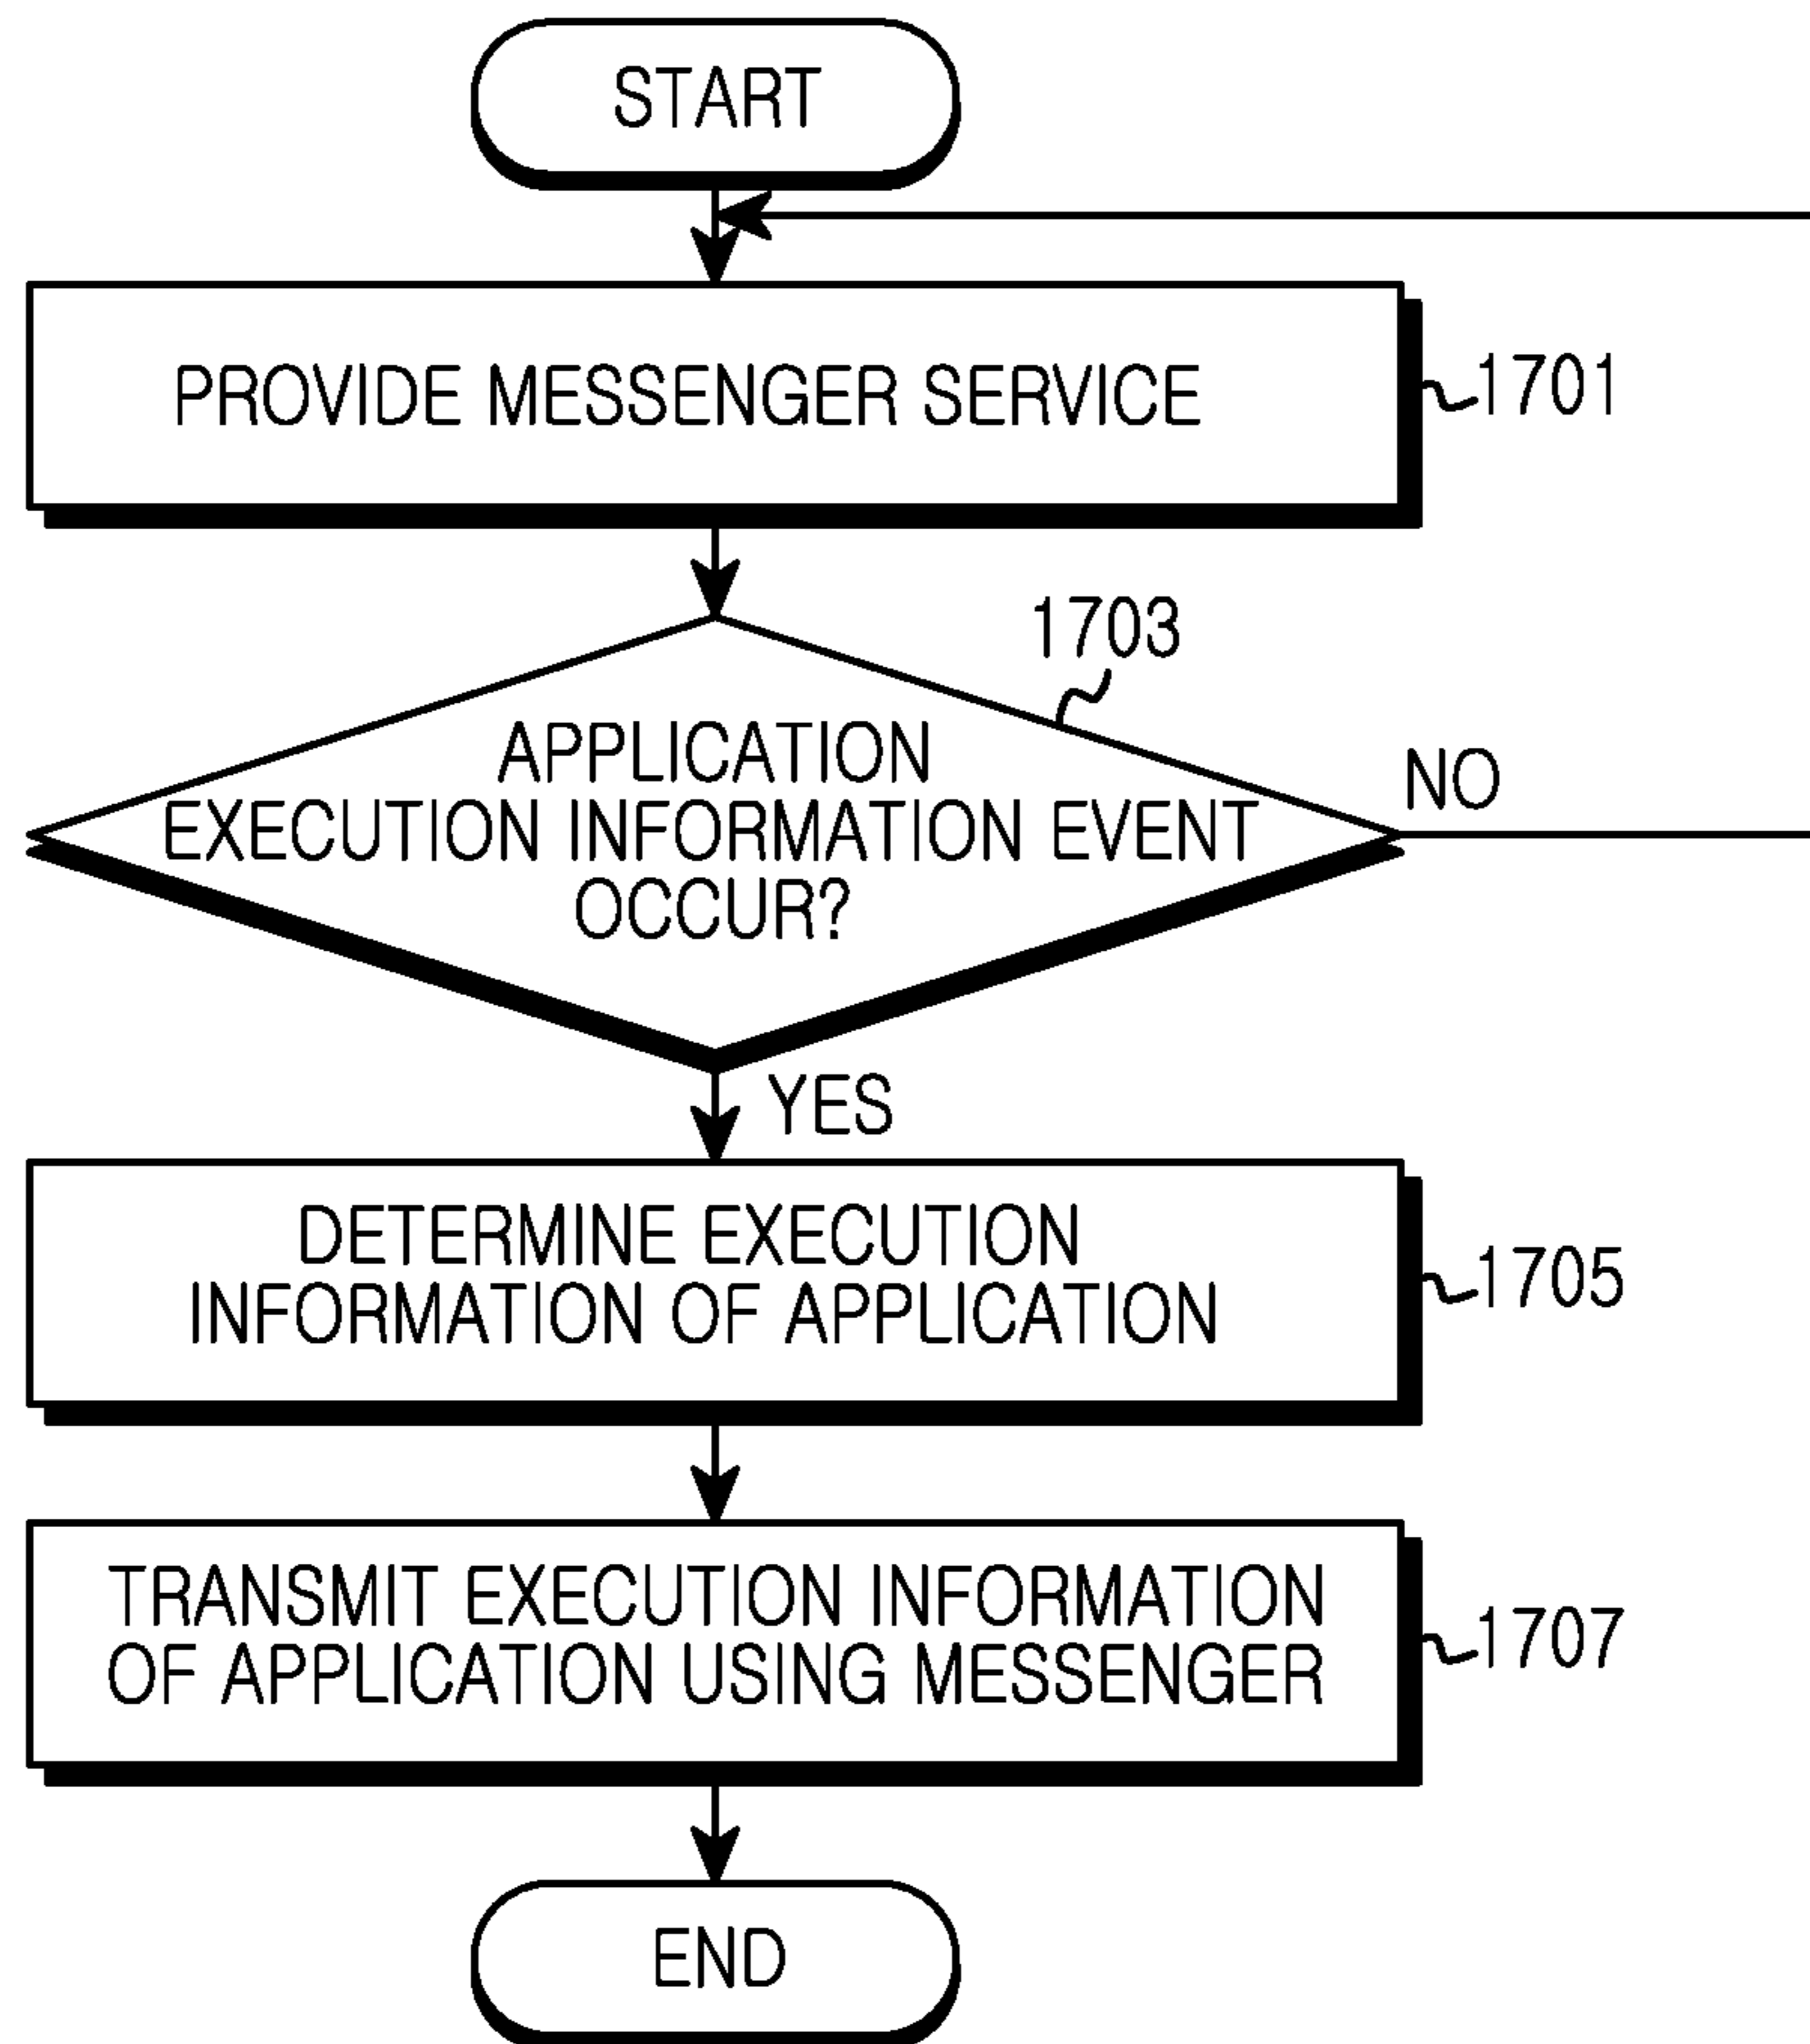 START
PROVIDE MESSENGER SERVICE
1701
1703
APPLICATION
EXECUTION INFORMATION EVENT
OCCUR?
NO
YES
DETERMINE EXECUTION
INFORMATION OF APPLICATION
1705
TRANSMIT EXECUTION INFORMATION
OF APPLICATION USING MESSENGER
1707
END